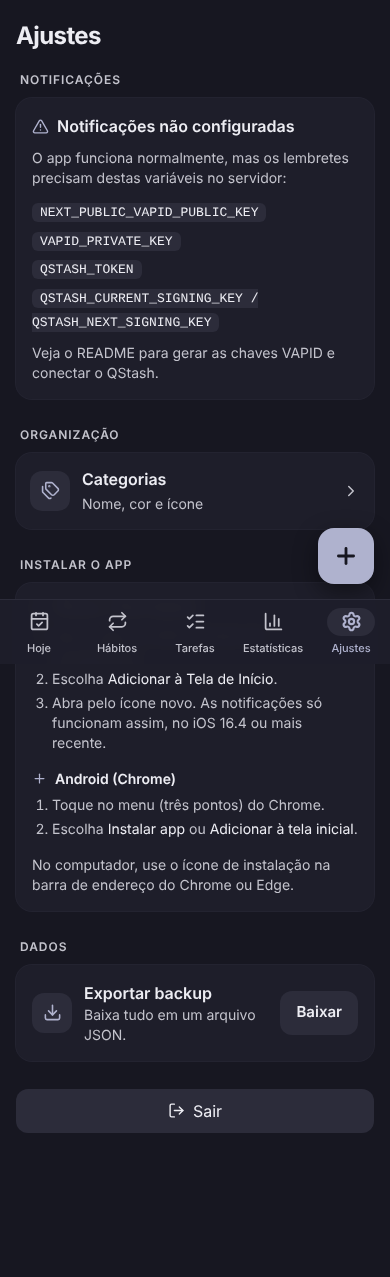 Ajustes
NOTIFICAÇÕES
Notificações não configuradas
O app funciona normalmente, mas os lembretes
precisam destas variáveis no servidor:
NEXT_PUBLIC_VAPID_PUBLIC_KEY
VAPID_PRIVATE_KEY
QSTASH_TOKEN
QSTASH_CURRENT_SIGNING_KEY /
QSTASH_NEXT_SIGNING_KEY
Veja o README para gerar as chaves VAPID e
conectar o QStash.
ORGANIZAÇÃO
Categorias
Nome, cor e ícone
INSTALAR O APP
Hoje
Hábitos
Tarefas
Estatísticas
Ajustes
2. Escolha Adicionar à Tela de Início.
3. Abra pelo ícone novo. As notificações só
funcionam assim, no iOS 16.4 ou mais
recente.
Android (Chrome)
1. Toque no menu (três pontos) do Chrome.
2. Escolha Instalar app ou Adicionar à tela inicial.
No computador, use o ícone de instalação na
barra de endereço do Chrome ou Edge.
DADOS
Exportar backup
Baixa tudo em um arquivo
JSON.
Baixar
Sair